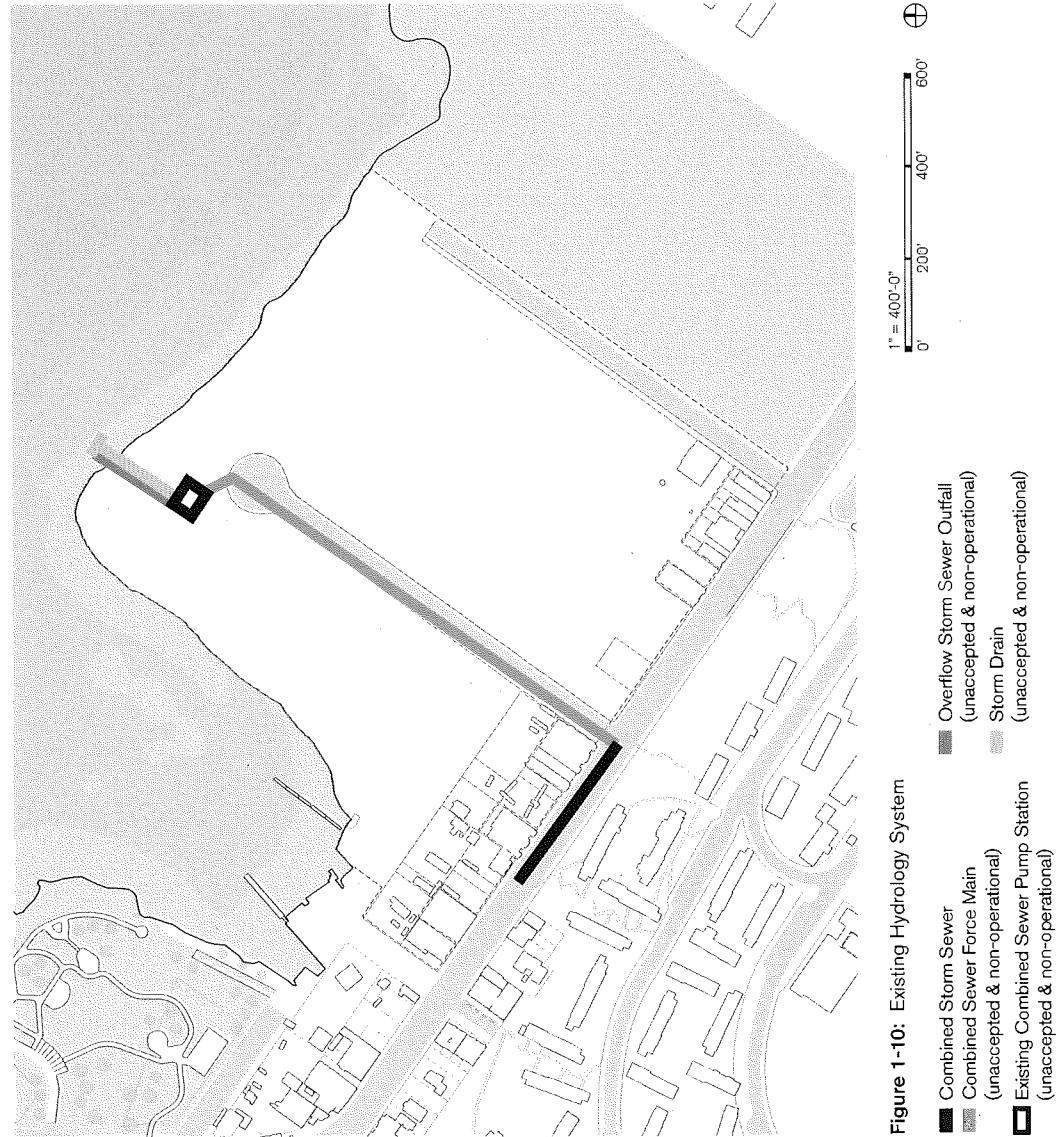 Figure 1-10: Existing Hydrology System
Combined Storm Sewer
Combined Sewer Force Main
(unaccepted & non-operational)
Existing Combined Sewer Pump Station
(unaccepted & non-operational)
Overflow Storm Sewer Outfall
(unaccepted & non-operational)
Storm Drain
(unaccepted & non-operational)
1" = 400'-0"
0' 200' 400' 600'